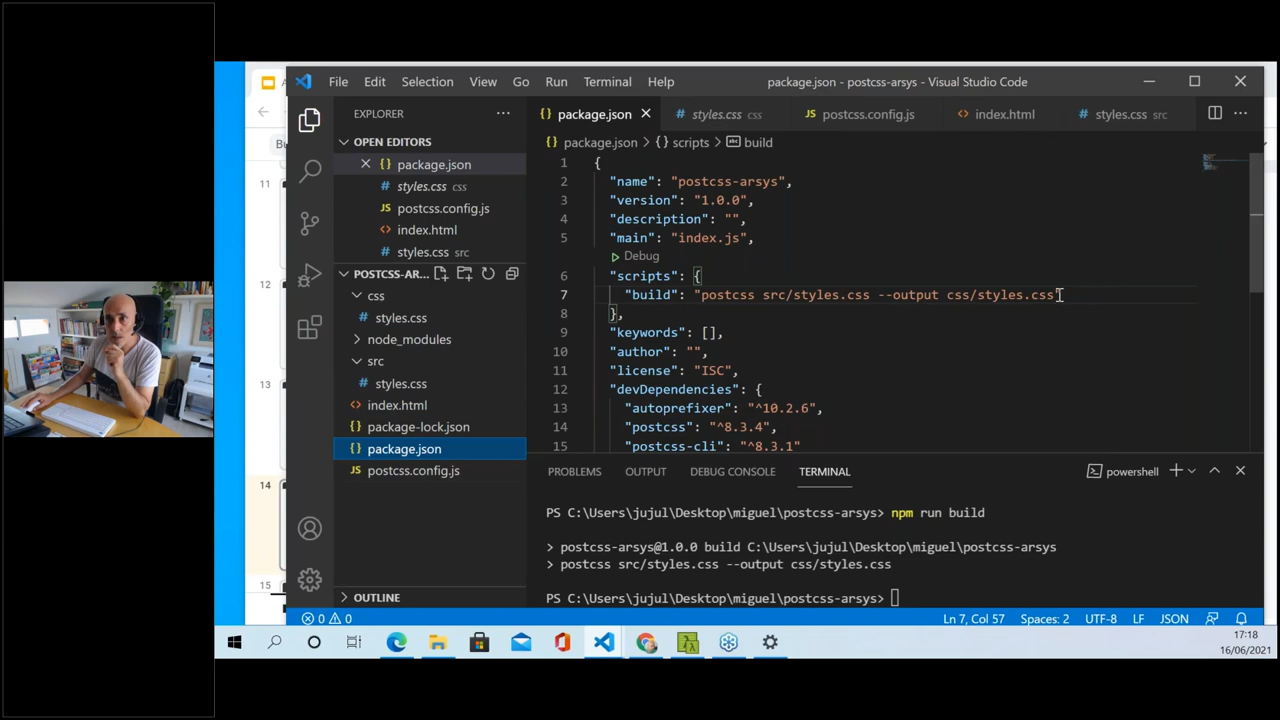 File Edit Selection View Go Run Terminal Help package.json - postcss-arsys - Visual Studio Code
EXPLORER
OPEN EDITORS
package.json
styles.css css
postcss.config.js
index.html
styles.css src
POSTCSS-AR...
css
styles.css
node_modules
src
styles.css
index.html
package-lock.json
package.json
postcss.config.js
OUTLINE
package.json styles.css css postcss.config.js index.html styles.css src
package.json > {} scripts > build
1 {
2 "name": "postcss-arsys",
3 "version": "1.0.0",
4 "description": "",
5 "main": "index.js",
Debug
6 "scripts": {
7 "build": "postcss src/styles.css --output css/styles.css"
8 },
9 "keywords": [],
10 "author": "",
11 "license": "ISC",
12 "devDependencies": {
13 "autoprefixer": "^10.2.6",
14 "postcss": "^8.3.4",
15 "postcss-cli": "^8.3.1"
PROBLEMS OUTPUT DEBUG CONSOLE TERMINAL powershell
PS C:\Users\jujul\Desktop\miguel\postcss-arsys> npm run build
> postcss-arsys@1.0.0 build C:\Users\jujul\Desktop\miguel\postcss-arsys
> postcss src/styles.css --output css/styles.css
PS C:\Users\jujul\Desktop\miguel\postcss-arsys>
0 0 Ln 7, Col 57 Spaces: 2 UTF-8 LF JSON
11
12
13
14
15
17:18
16/06/2021